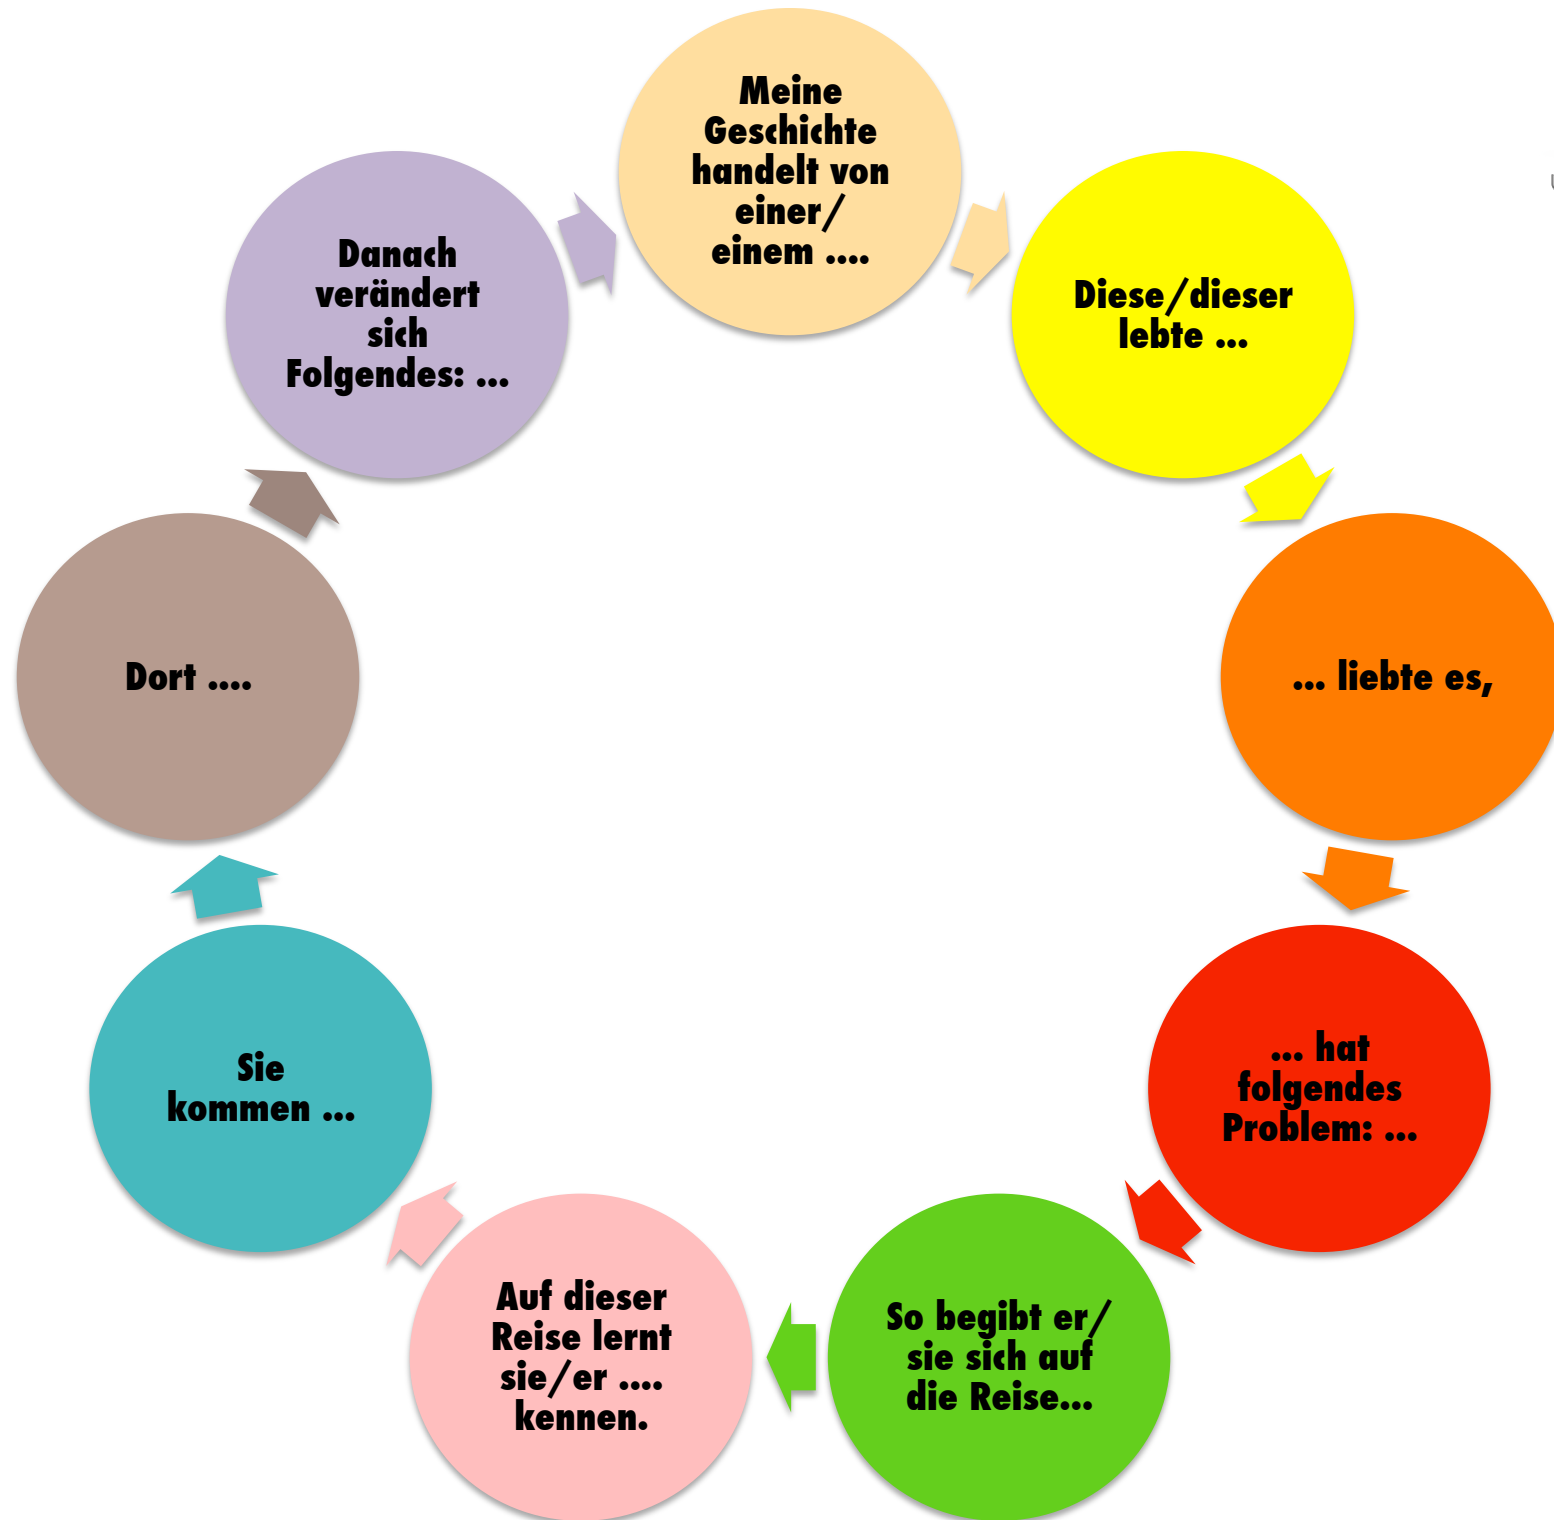 Meine
Geschichte
handelt von
einer/
einem ....
Diese/dieser
lebte ...
... liebte es,
... hat
folgendes
Problem: ...
So begibt er/
sie sich auf
die Reise...
Auf dieser
Reise lernt
sie/er ....
kennen.
Sie
kommen ...
Dort ....
Danach
verändert
sich
Folgendes: ...